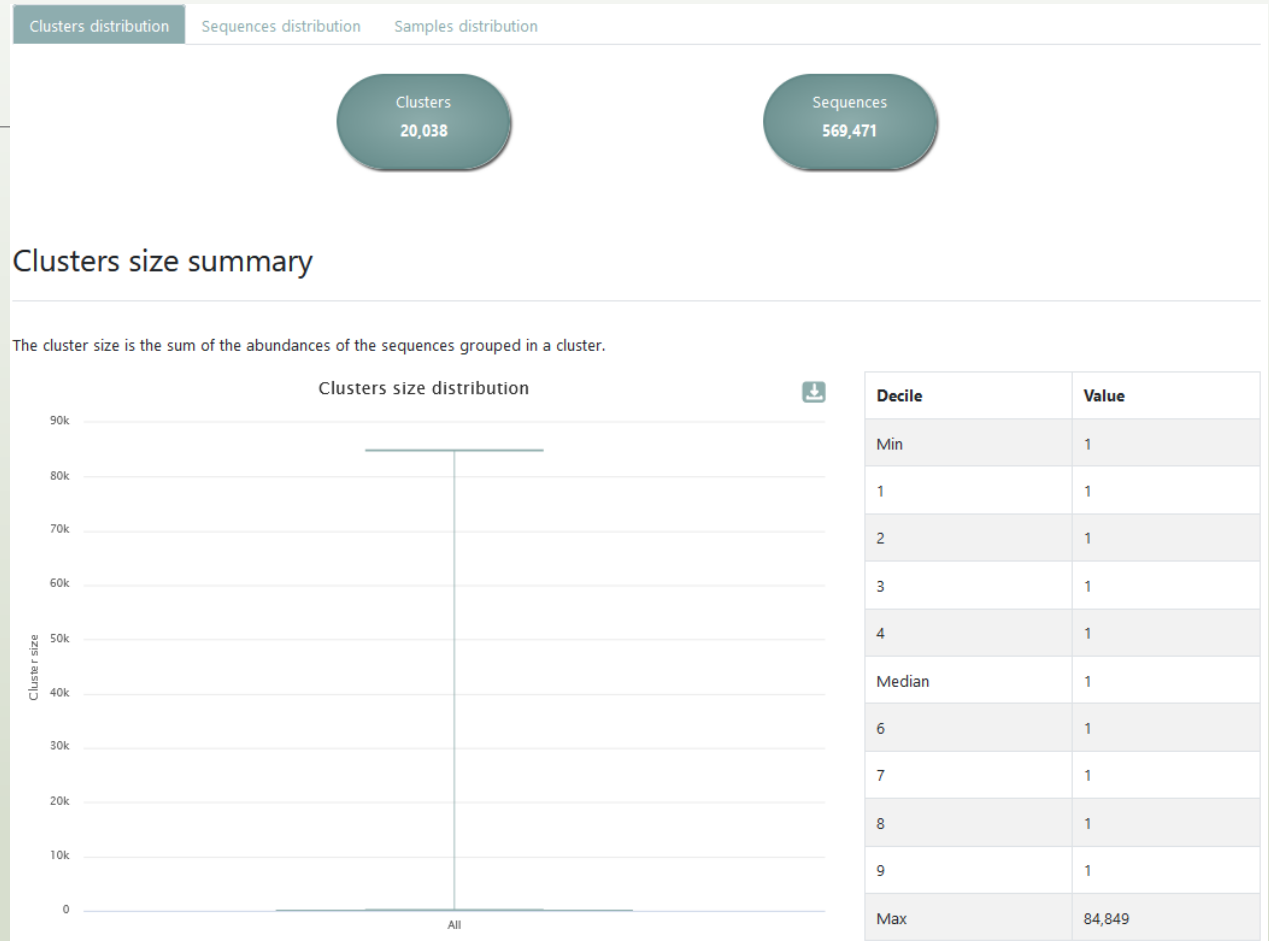 Clusters distribution Sequences distribution Samples distribution
Clusters
20,038
Sequences
569,471
Clusters size summary
The cluster size is the sum of the abundances of the sequences grouped in a cluster.
Clusters size distribution
90k
80k
70k
60k
50k
40k
30k
20k
10k
0
Cluster size
All
Decile Value
Min 1
1 1
2 1
3 1
4 1
Median 1
6 1
7 1
8 1
9 1
Max 84,849